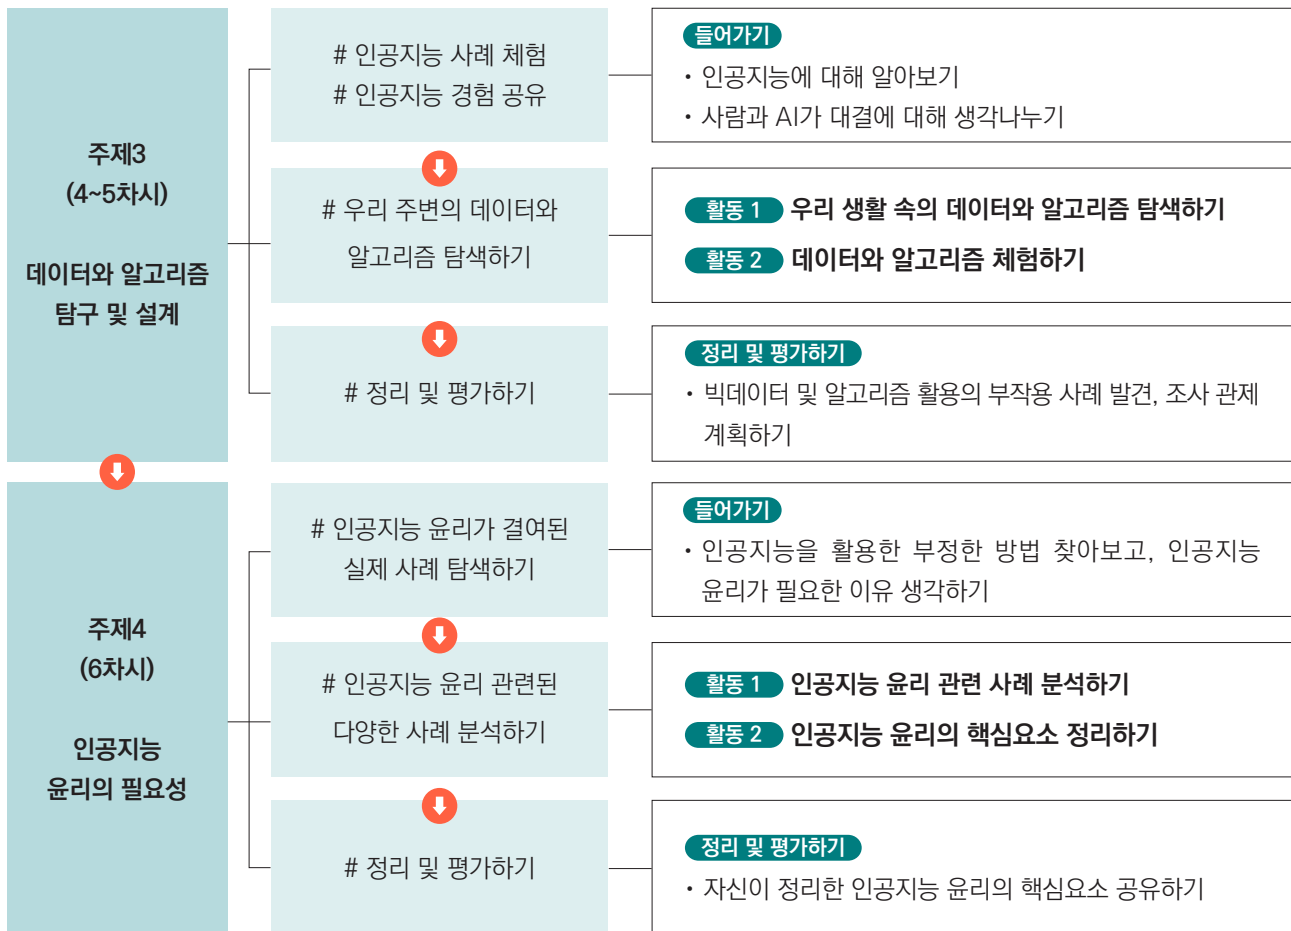 주제3
(4~5차시)
데이터와 알고리즘
탐구 및 설계
# 인공지능 사례 체험
# 인공지능 경험 공유
들어가기
• 인공지능에 대해 알아보기
• 사람과 AI가 대결에 대해 생각나누기
# 우리 주변의 데이터와
알고리즘 탐색하기
활동 1 우리 생활 속의 데이터와 알고리즘 탐색하기
활동 2 데이터와 알고리즘 체험하기
# 정리 및 평가하기
정리 및 평가하기
• 빅데이터 및 알고리즘 활용의 부작용 사례 발견, 조사 관제
계획하기
주제4
(6차시)
인공지능
윤리의 필요성
# 인공지능 윤리가 결여된
실제 사례 탐색하기
들어가기
• 인공지능을 활용한 부정한 방법 찾아보고, 인공지능
윤리가 필요한 이유 생각하기
# 인공지능 윤리 관련된
다양한 사례 분석하기
활동 1 인공지능 윤리 관련 사례 분석하기
활동 2 인공지능 윤리의 핵심요소 정리하기
# 정리 및 평가하기
정리 및 평가하기
• 자신이 정리한 인공지능 윤리의 핵심요소 공유하기